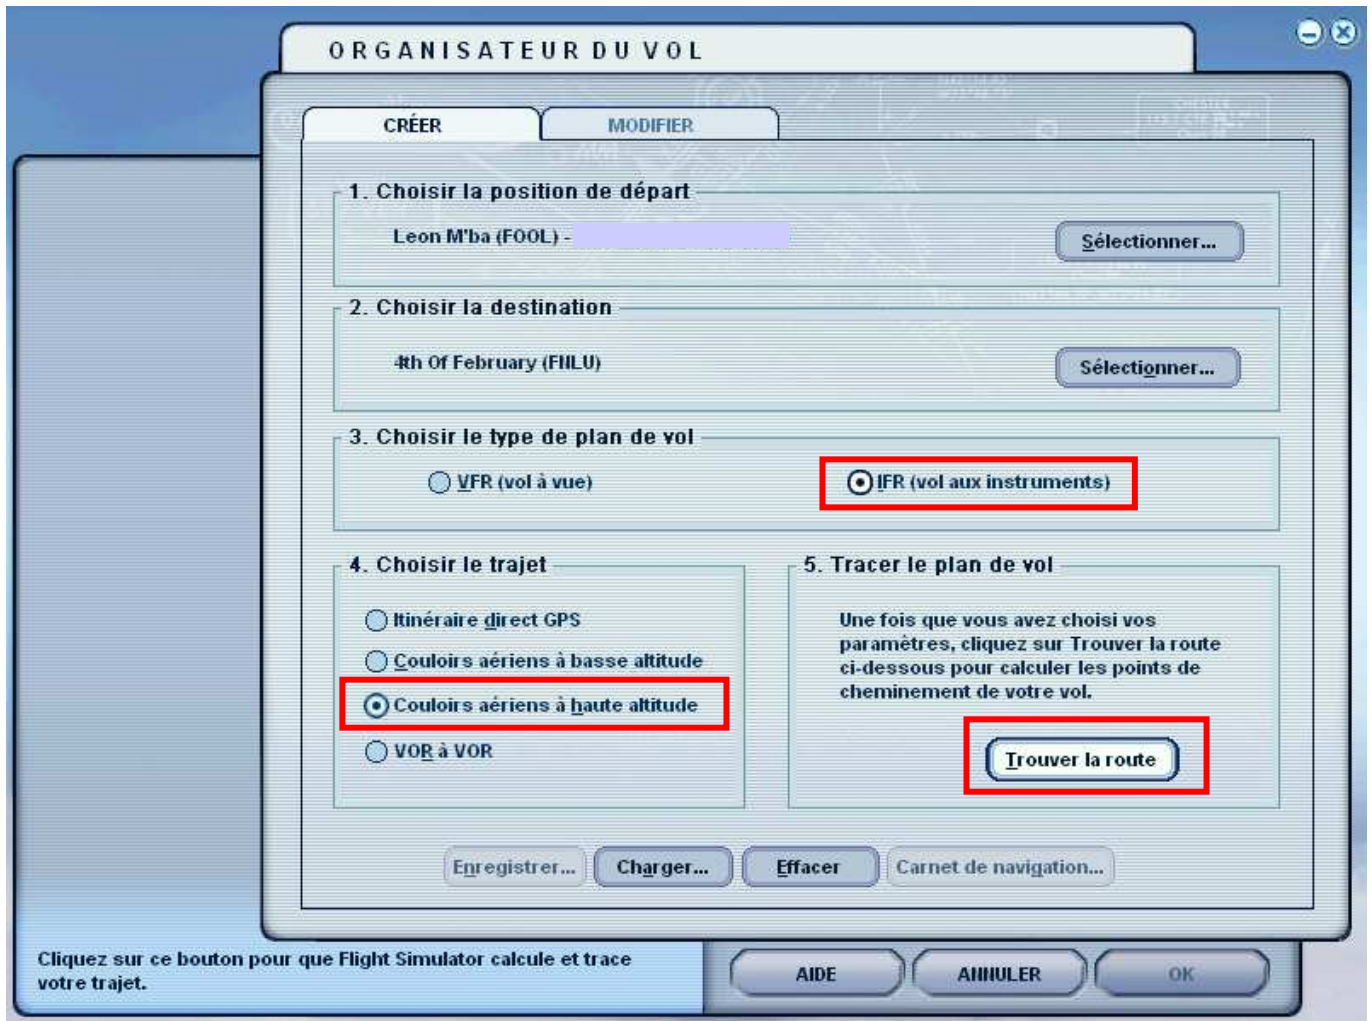 ORGANISATEUR DU VOL
CRÉER
MODIFIER
1. Choisir la position de départ
Leon M'ba (FOOL) -
Sélectionner...
2. Choisir la destination
4th Of February (FNLU)
Sélectionner...
3. Choisir le type de plan de vol
VFR (vol à vue)
IFR (vol aux instruments)
4. Choisir le trajet
Itinéraire direct GPS
Couloirs aériens à basse altitude
Couloirs aériens à haute altitude
VOR à VOR
5. Tracer le plan de vol
Une fois que vous avez choisi vos
paramètres, cliquez sur Trouver la route
ci-dessous pour calculer les points de
cheminement de votre vol.
Trouver la route
Enregistrer...
Charger...
Effacer
Carnet de navigation...
Cliquez sur ce bouton pour que Flight Simulator calcule et trace
votre trajet.
AIDE
ANNULER
OK